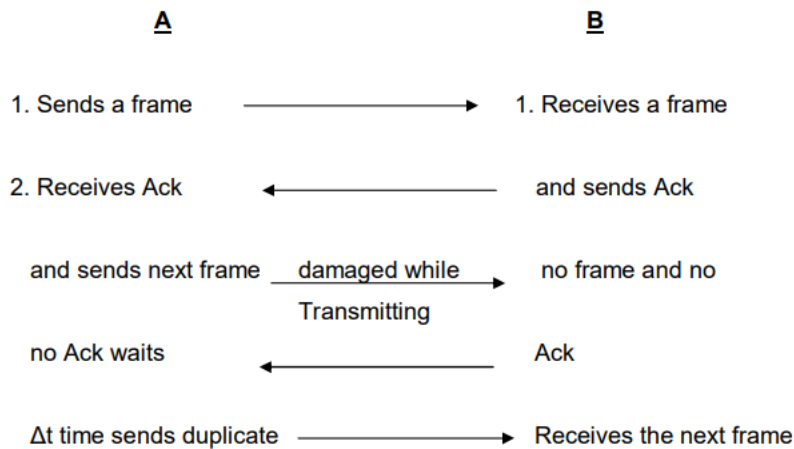 A B
1. Sends a frame 1. Receives a frame
2. Receives Ack and sends Ack
and sends next frame damaged while no frame and no
Transmitting
no Ack waits Ack
Δt time sends duplicate Receives the next frame